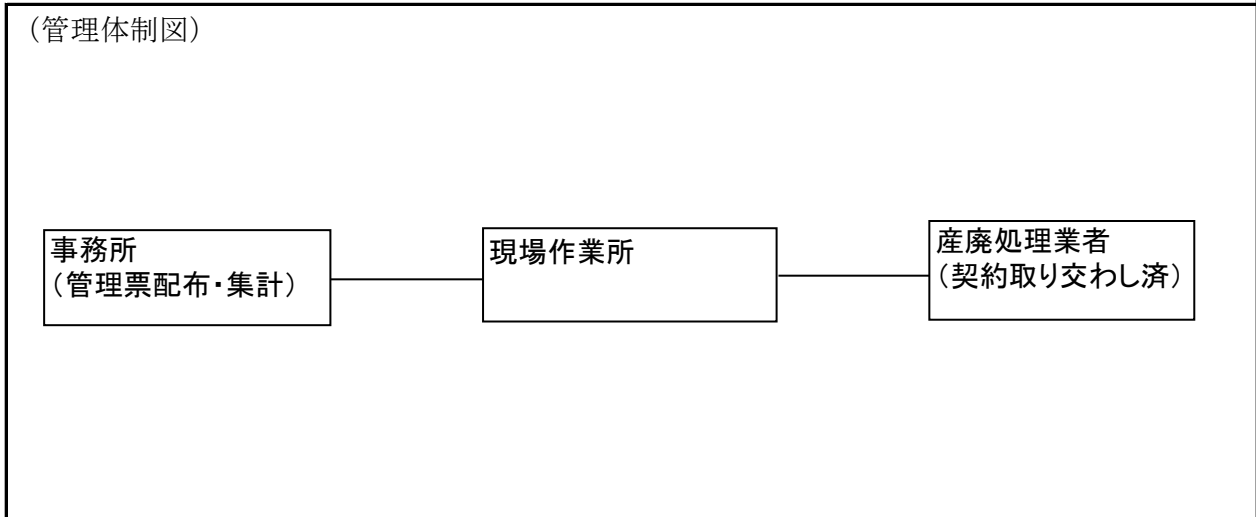 （管理体制図）
事務所
（管理票配布・集計）
現場作業所
産廃処理業者
（契約取り交わし済）